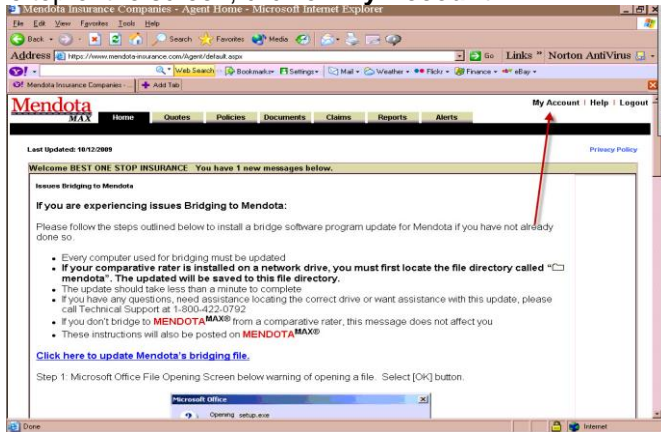 Mendota Insurance Companies - Agent Home - Microsoft Internet Explorer
File Edit View Favorites Tools Help
Back Search Favorites Media
Address https://www.mendota-insurance.com/Agent/default.aspx Go Links » Norton AntiVirus
Web Search Bookmarks Settings Mail Weather Flickr Finance eBay
Mendota Insurance Companies - ... Add Tab
My Account | Help | Logout
Mendota
MAX Home Quotes Policies Documents Claims Reports Alerts
Last Updated: 10/12/2009 Privacy Policy
Welcome BEST ONE STOP INSURANCE You have 1 new messages below.
Issues Bridging to Mendota
If you are experiencing issues Bridging to Mendota:
Please follow the steps outlined below to install a bridge software program update for Mendota if you have not already
done so.
• Every computer used for bridging must be updated
• If your comparative rater is installed on a network drive, you must first locate the file directory called "
mendota". The updated will be saved to this file directory.
• The update should take less than a minute to complete
• If you have any questions, need assistance locating the correct drive or want assistance with this update, please
call Technical Support at 1-800-422-0792
• If you don't bridge to MENDOTAMAX® from a comparative rater, this message does not affect you
• These instructions will also be posted on MENDOTAMAX®
Click here to update Mendota's bridging file.
Step 1: Microsoft Office File Opening Screen below warning of opening a file. Select [OK] button.
Microsoft Office
Opening setup.exe
Done Internet